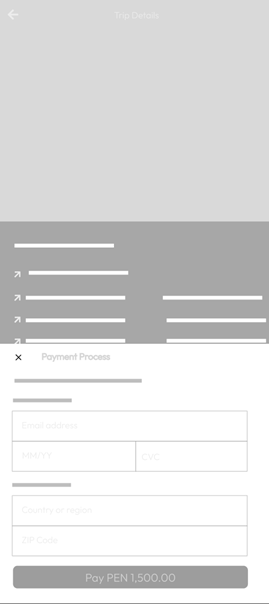 Trip Details
Payment Process
Email address
MM/YY
CVC
Country or region
ZIP Code
Pay PEN 1,500.00